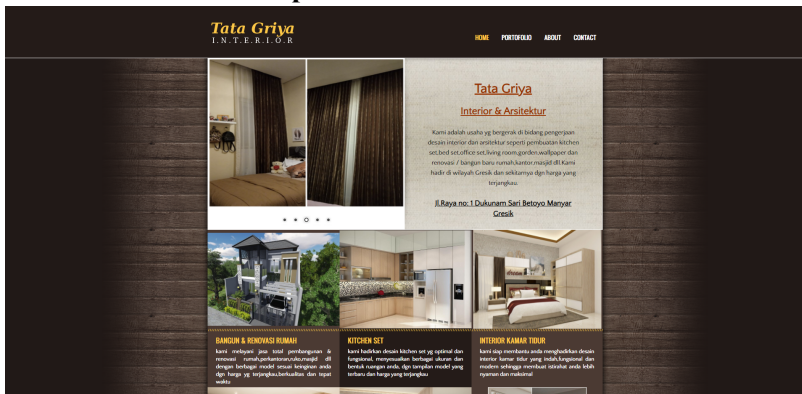 Tata Griya
I.N.T.E.R.I.O.R
HOME PORTOFOLIO ABOUT CONTACT
Tata Griya
Interior & Arsitektur
Kami adalah usaha yg bergerak di bidang pengerjaan
desain interior dan arsitektur seperti pembuatan kitchen
set,bed set,office set,living room,gorden,wallpaper dan
renovasi / bangun baru rumah,kantor,masjid dll.Kami
hadir di wilayah Gresik dan sekitarnya dgn harga yang
terjangkau.
Jl.Raya no: 1 Dukunam Sari Betoyo Manyar
Gresik
BANGUN & RENOVASI RUMAH
kami melayani jasa total pembangunan &
renovasi rumah,perkantoran,ruko,masjid dll
dengan berbagai model sesuai keinginan anda
dgn harga yg terjangkau,berkualitas dan tepat
waktu
KITCHEN SET
kami hadirkan desain kitchen set yg optimal dan
fungsional, menyesuaikan berbagai ukuran dan
bentuk ruangan anda, dgn tampilan model yang
terbaru dan harga yang terjangkau
INTERIOR KAMAR TIDUR
kami siap membantu anda menghadirkan desain
interior kamar tidur yang indah,fungsional dan
modern sehingga membuat istirahat anda lebih
nyaman dan maksimal